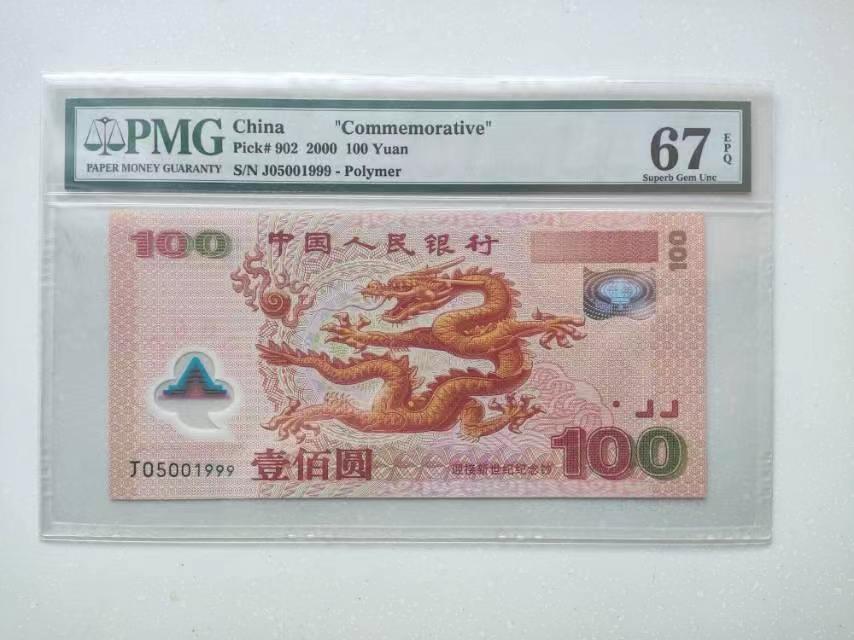 PMG
PAPER MONEY GUARANTY
China "Commemorative"
Pick# 902 2000 100 Yuan
S/N J05001999 - Polymer
67
EPQ
Superb Gem Unc
100
中国人民银行
100
J05001999
壹佰圆
迎接新世纪纪念钞
100